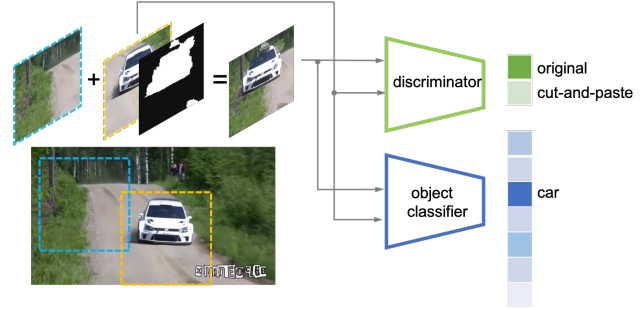 +
=
discriminator
original
cut-and-paste
object
classifier
car